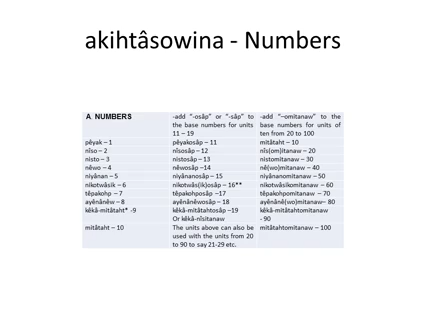 akihtâsowina - Numbers
A NUMBERS
-add "-osâp" or "-sâp" to the base numbers for units 11 – 19
-add "–omitanaw" to the base numbers for units of ten from 20 to 100
pêyak – 1
pêyakosâp – 11
mitâtaht – 10
nîso – 2
nîsosâp – 12
nîs(om)itanaw – 20
nisto – 3
nistosâp – 13
nistomitanaw – 30
nêwo – 4
nêwosâp – 14
nê(wo)mitanaw – 40
niyânan – 5
niyânanosâp – 15
niyânanomitanaw – 50
nikotwâsik – 6
nikotwâs(ik)osâp – 16**
nikotwâsikomitanaw – 60
têpakohp – 7
têpakohposâp – 17
têpakohpomitanaw – 70
ayênânêw – 8
ayênânêwosâp – 18
ayênânê(wo)mitanaw– 80
kêkâ-mitâtaht* -9
kêkâ-mitâtahtosâp –19
Or kêkâ-nîsitanaw
kêkâ-mitâtahtomitanaw
- 90
mitâtaht – 10
The units above can also be used with the units from 20 to 90 to say 21-29 etc.
mitâtahtomitanaw – 100